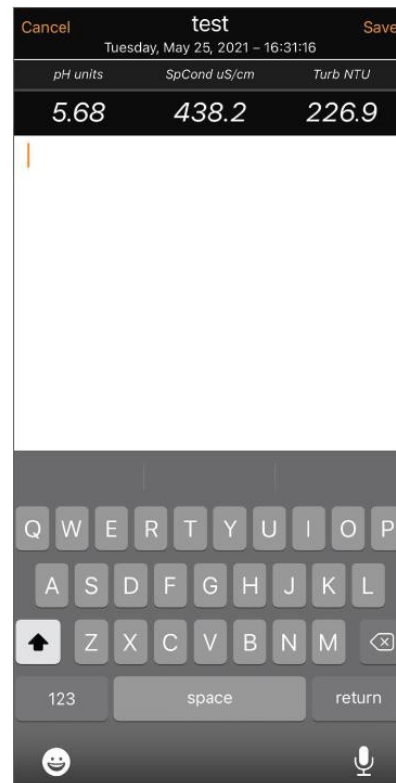 Cancel test Save
Tuesday, May 25, 2021 – 16:31:16
pH units SpCond uS/cm Turb NTU
5.68 438.2 226.9
Q W E R T Y U I O P
A S D F G H J K L
Z X C V B N M
123 space return